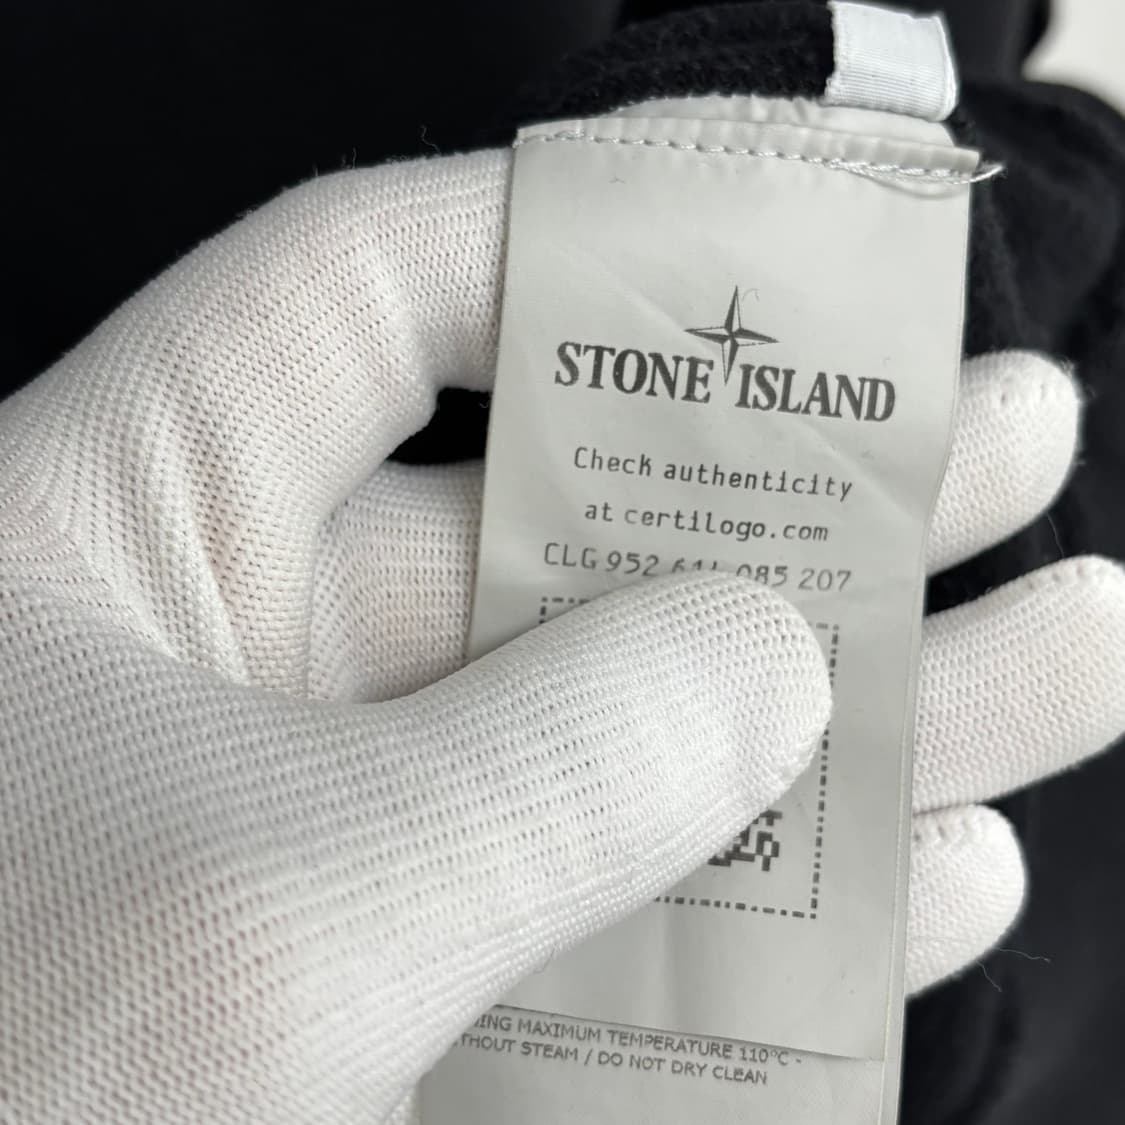 STONE ISLAND
Check authenticity
at certilogo.com
CLG 952 085 207
MAXIMUM TEMPERATURE 110°C -
STEAM / DO NOT DRY CLEAN